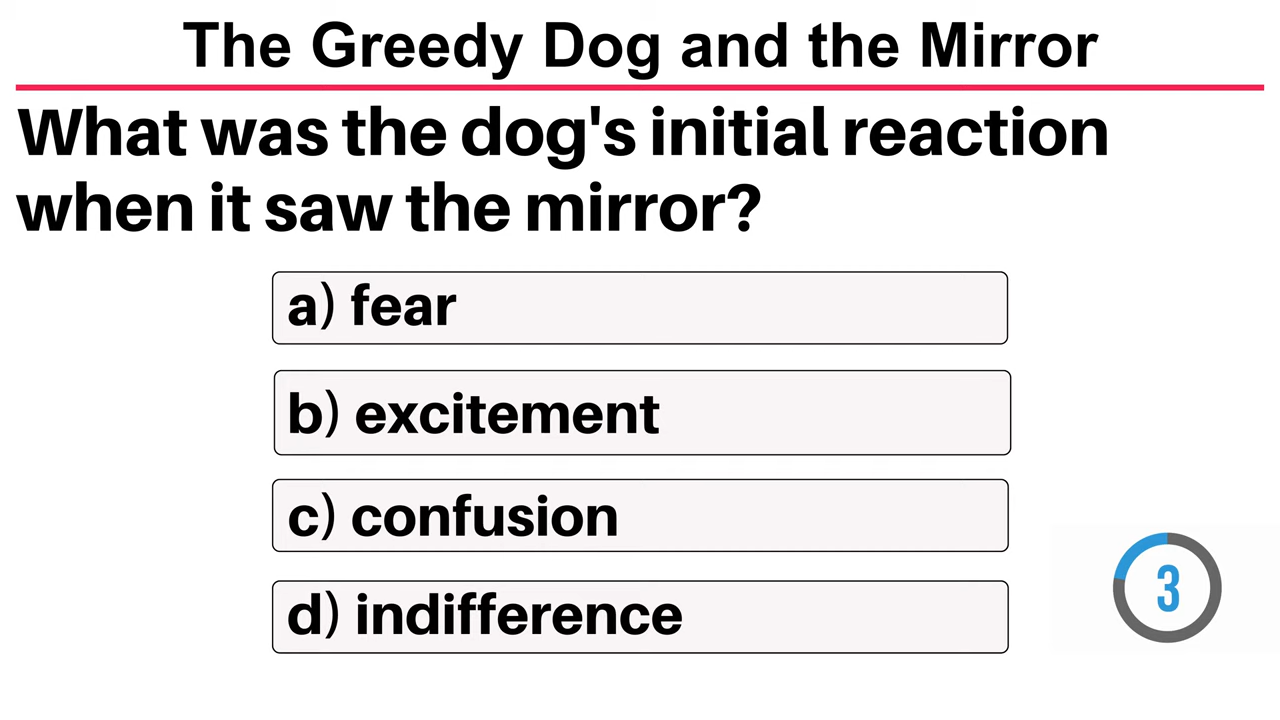 The Greedy Dog and the Mirror
What was the dog's initial reaction
when it saw the mirror?
a) fear
b) excitement
c) confusion
d) indifference
3